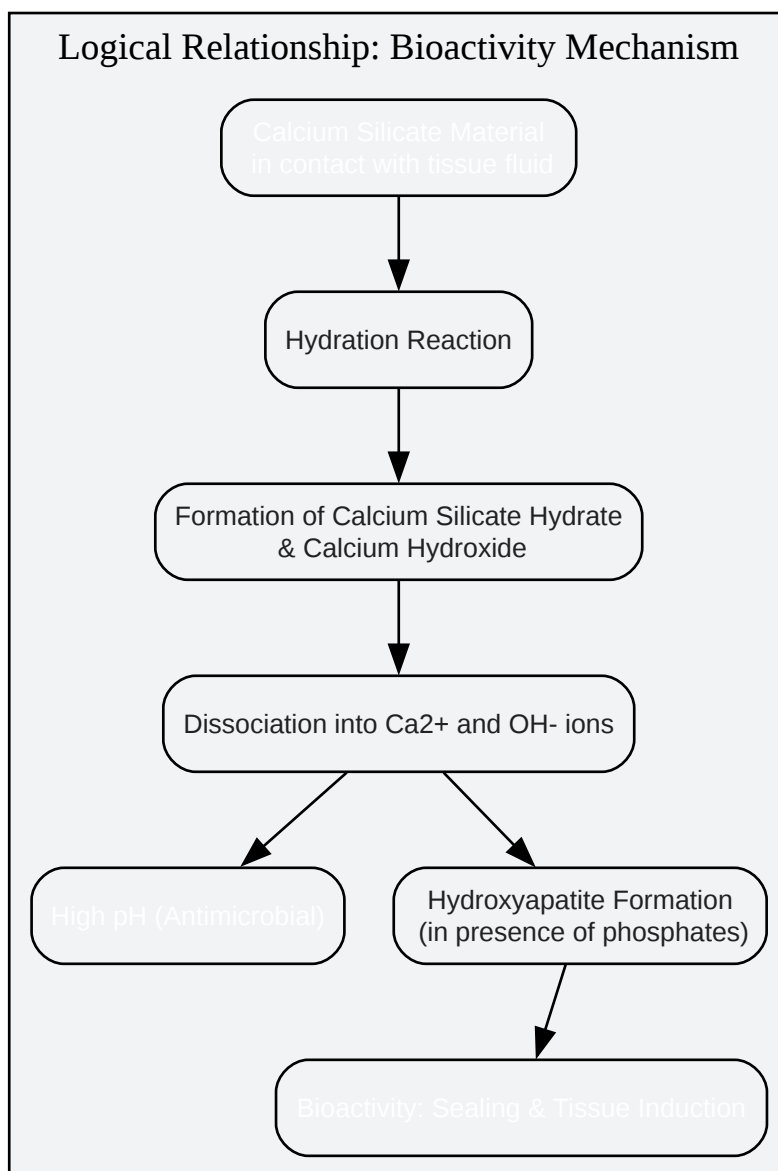 Logical Relationship: Bioactivity Mechanism
Calcium Silicate Material
in contact with tissue fluid
Hydration Reaction
Formation of Calcium Silicate Hydrate
& Calcium Hydroxide
Dissociation into Ca2+ and OH- ions
High pH (Antimicrobial)
Hydroxyapatite Formation
(in presence of phosphates)
Bioactivity: Sealing & Tissue Induction